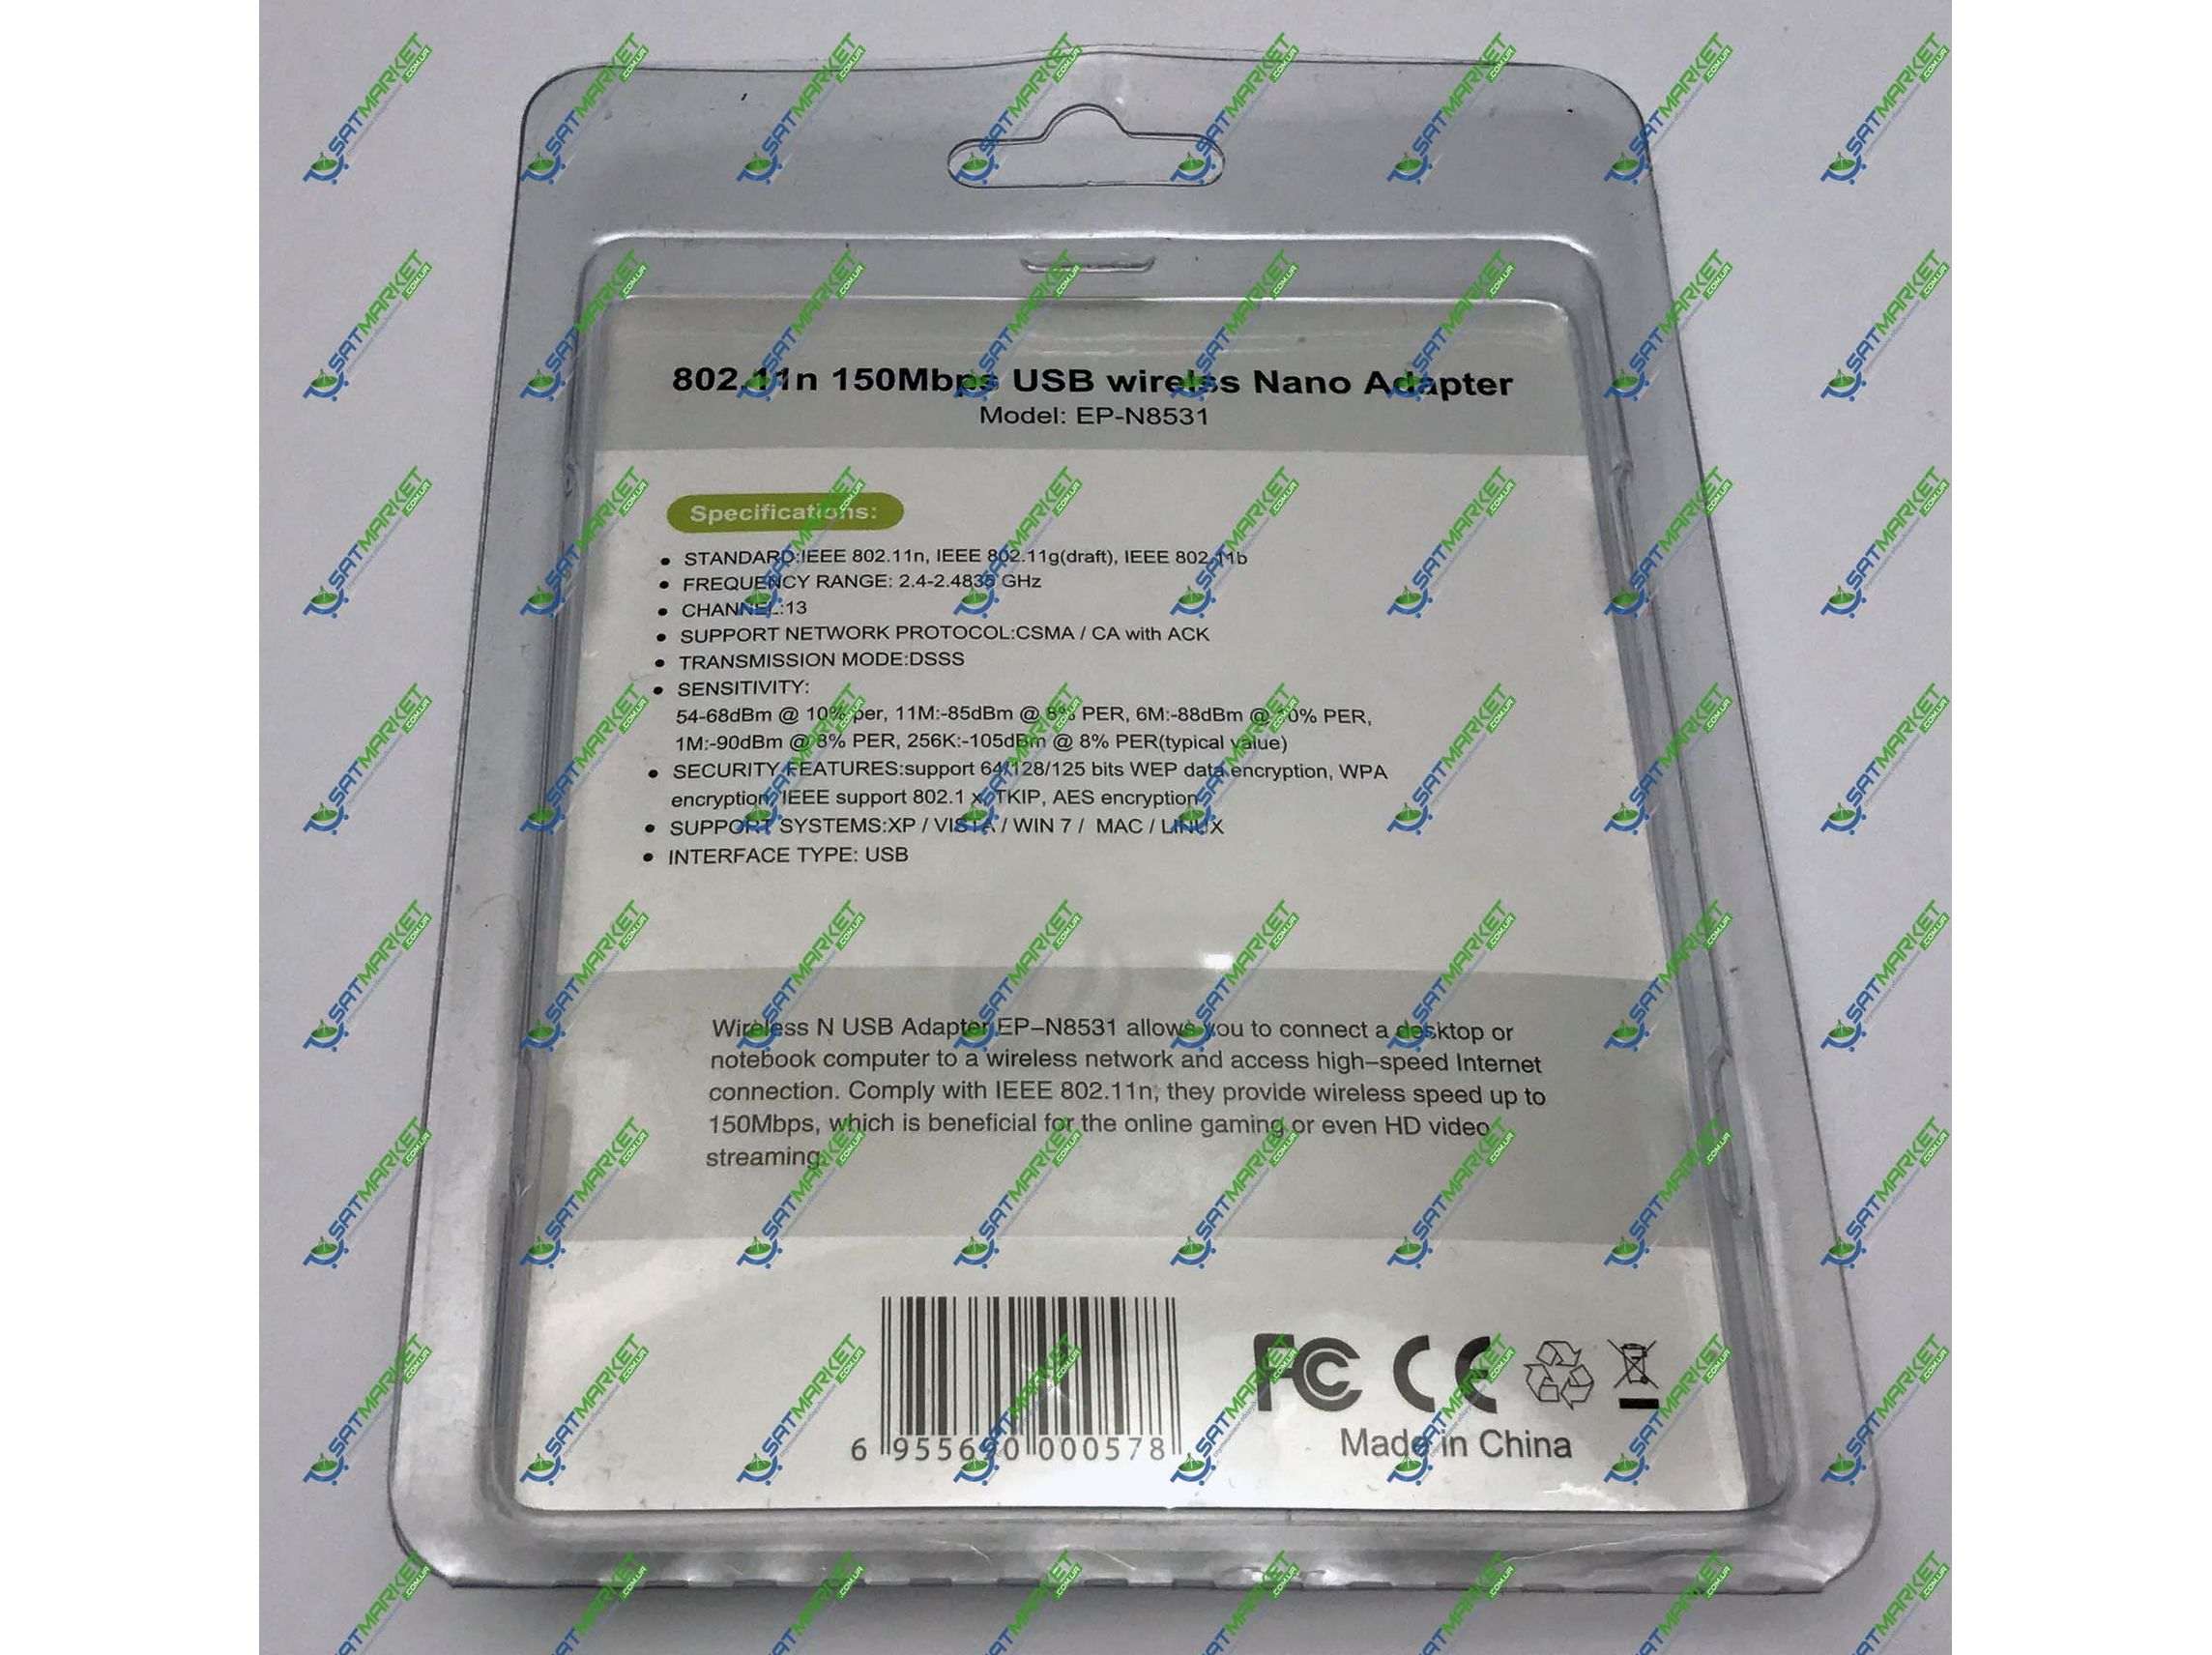 802.11n 150Mbps USB wirelss Nano Adapter
Model: EP-N8531
Specifications:
• STANDARD:IEEE 802.11n, IEEE 802.11g(draft), IEEE 802.11b
• FREQUENCY RANGE: 2.4-2.4835 GHz
• CHANNEL:13
• SUPPORT NETWORK PROTOCOL:CSMA / CA with ACK
• TRANSMISSION MODE:DSSS
• SENSITIVITY:
54-68dBm @ 10% per, 11M:-85dBm @ 8% PER, 6M:-88dBm @ 10% PER,
1M:-90dBm @ 8% PER, 256K:-105dBm @ 8% PER(typical value)
• SECURITY FEATURES:support 64/128/125 bits WEP data encryption, WPA
encryption, IEEE support 802.1 x, TKIP, AES encryption
• SUPPORT SYSTEMS:XP / VISTA / WIN 7 / MAC / LINUX
• INTERFACE TYPE: USB
Wireless N USB Adapter EP–N8531 allows you to connect a desktop or
notebook computer to a wireless network and access high–speed Internet
connection. Comply with IEEE 802.11n, they provide wireless speed up to
150Mbps, which is beneficial for the online gaming or even HD video
streaming.
FC CE
Made in China
SATMARKET
.COM.UA